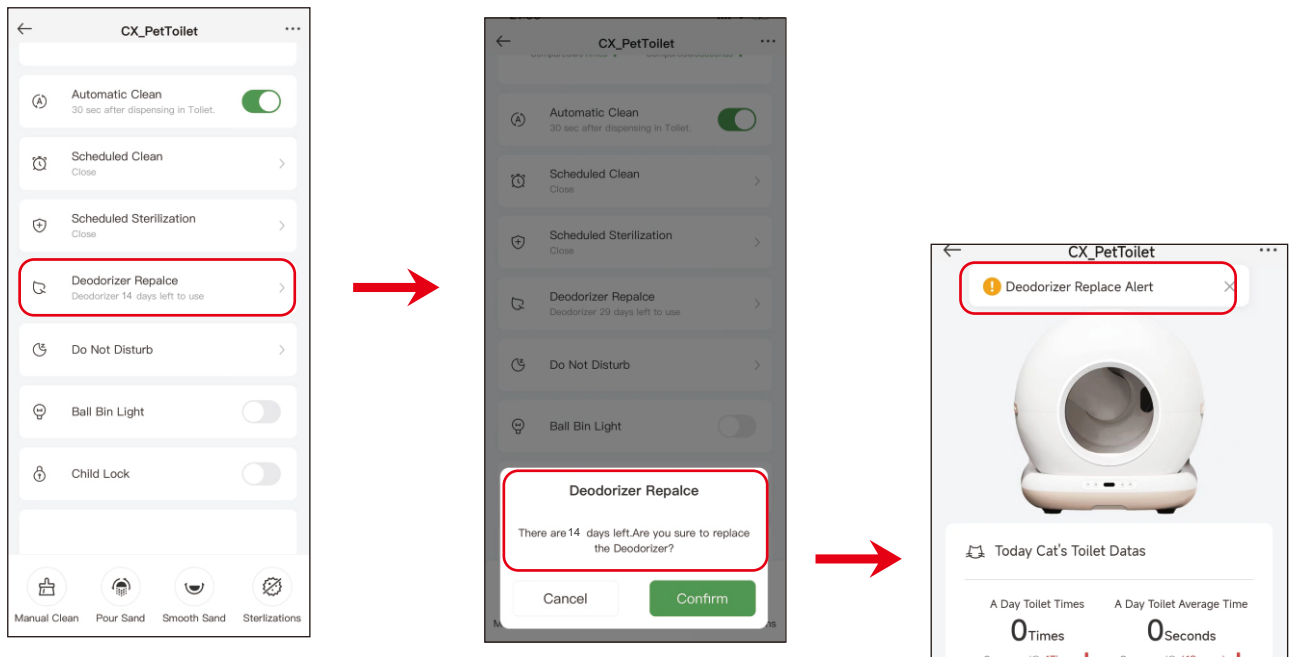 CX_PetToilet
Automatic Clean
30 sec after dispensing in Toliet.
Scheduled Clean
Close
Scheduled Sterilization
Close
Deodorizer Repalce
Deodorizer 14 days left to use
Do Not Disturb
Ball Bin Light
Child Lock
Manual Clean
Pour Sand
Smooth Sand
Sterlizations
CX_PetToilet
Automatic Clean
30 sec after dispensing in Toliet.
Scheduled Clean
Close
Scheduled Sterilization
Close
Deodorizer Repalce
Deodorizer 29 days left to use
Do Not Disturb
Ball Bin Light
Deodorizer Repalce
There are 14 days left.Are you sure to replace
the Deodorizer?
Cancel
Confirm
CX_PetToilet
Deodorizer Replace Alert
Today Cat's Toilet Datas
A Day Toilet Times
A Day Toilet Average Time
0Times
0Seconds